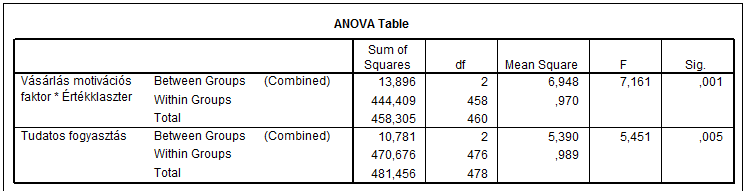 ANOVA Table
Sum of Squares df Mean Square F Sig.
Vásárlás motivációs faktor * Értékklaszter Between Groups (Combined) 13,896 2 6,948 7,161 ,001
Within Groups 444,409 458 ,970
Total 458,305 460
Tudatos fogyasztás Between Groups (Combined) 10,781 2 5,390 5,451 ,005
Within Groups 470,676 476 ,989
Total 481,456 478